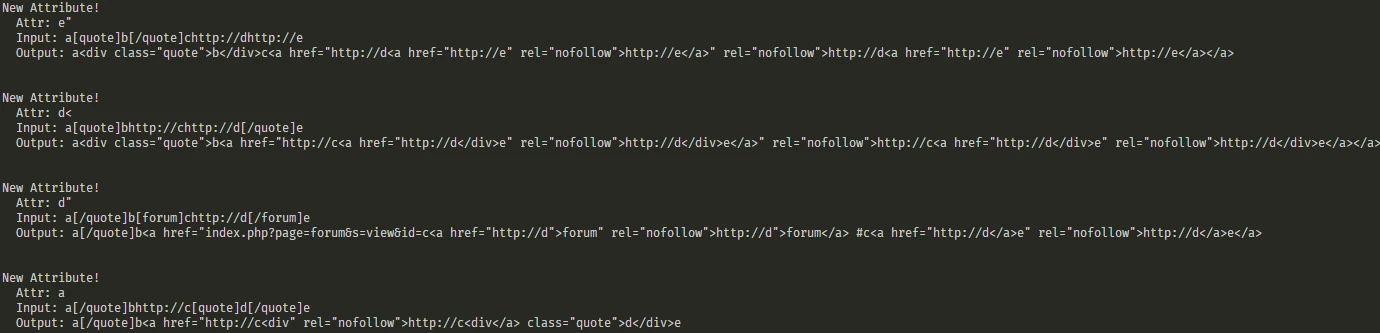 New Attribute!
Attr: e"
Input: a[quote]b[/quote]chttp://dhttp://e
Output: a<div class="quote">b</div>c<a href="http://d<a href="http://e" rel="nofollow">http://e</a>" rel="nofollow">http://d<a href="http://e" rel="nofollow">http://e</a></a>
New Attribute!
Attr: d<
Input: a[quote]bhttp://chttp://d[/quote]e
Output: a<div class="quote">b<a href="http://c<a href="http://d</div>e" rel="nofollow">http://d</div>e</a>" rel="nofollow">http://c<a href="http://d</div>e" rel="nofollow">http://d</div>e</a></a>
New Attribute!
Attr: d"
Input: a[/quote]b[forum]chttp://d[/forum]e
Output: a[/quote]b<a href="index.php?page=forum&s=view&id=c<a href="http://d">forum" rel="nofollow">http://d">forum</a> #c<a href="http://d</a>e" rel="nofollow">http://d</a>e</a>
New Attribute!
Attr: a
Input: a[/quote]bhttp://c[quote]d[/quote]e
Output: a[/quote]b<a href="http://c<div" rel="nofollow">http://c<div</a> class="quote">d</div>e